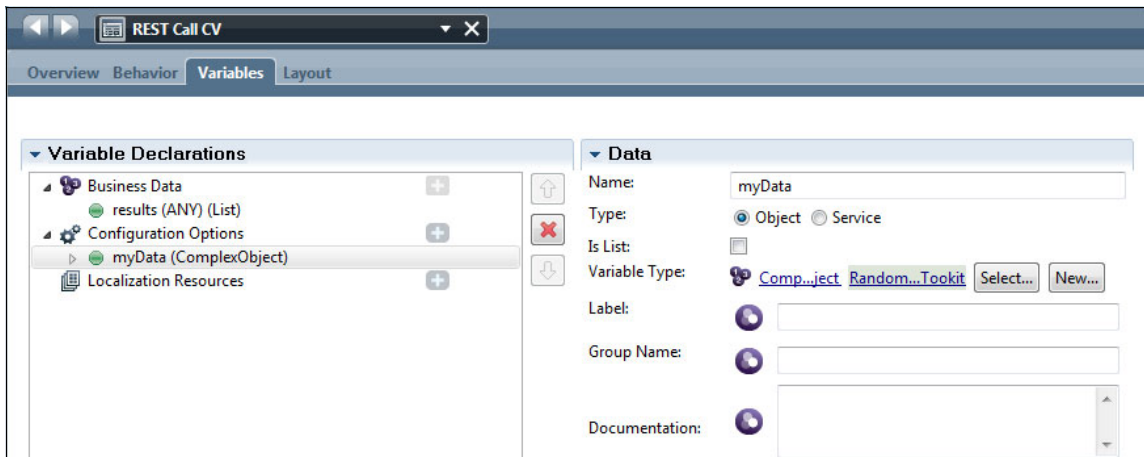 REST Call CV
Overview Behavior Variables Layout
Variable Declarations
Business Data
results (ANY) (List)
Configuration Options
myData (ComplexObject)
Localization Resources
Data
Name: myData
Type: Object Service
Is List:
Variable Type: Comp...ject Random...Tookit Select... New...
Label:
Group Name:
Documentation: